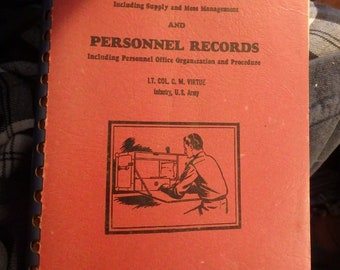 Including Supply and Mess Management
AND
PERSONNEL RECORDS
Including Personnel Office Organization and Procedure
LT. COL. C. M. VIRTUE
Infantry, U.S. Army